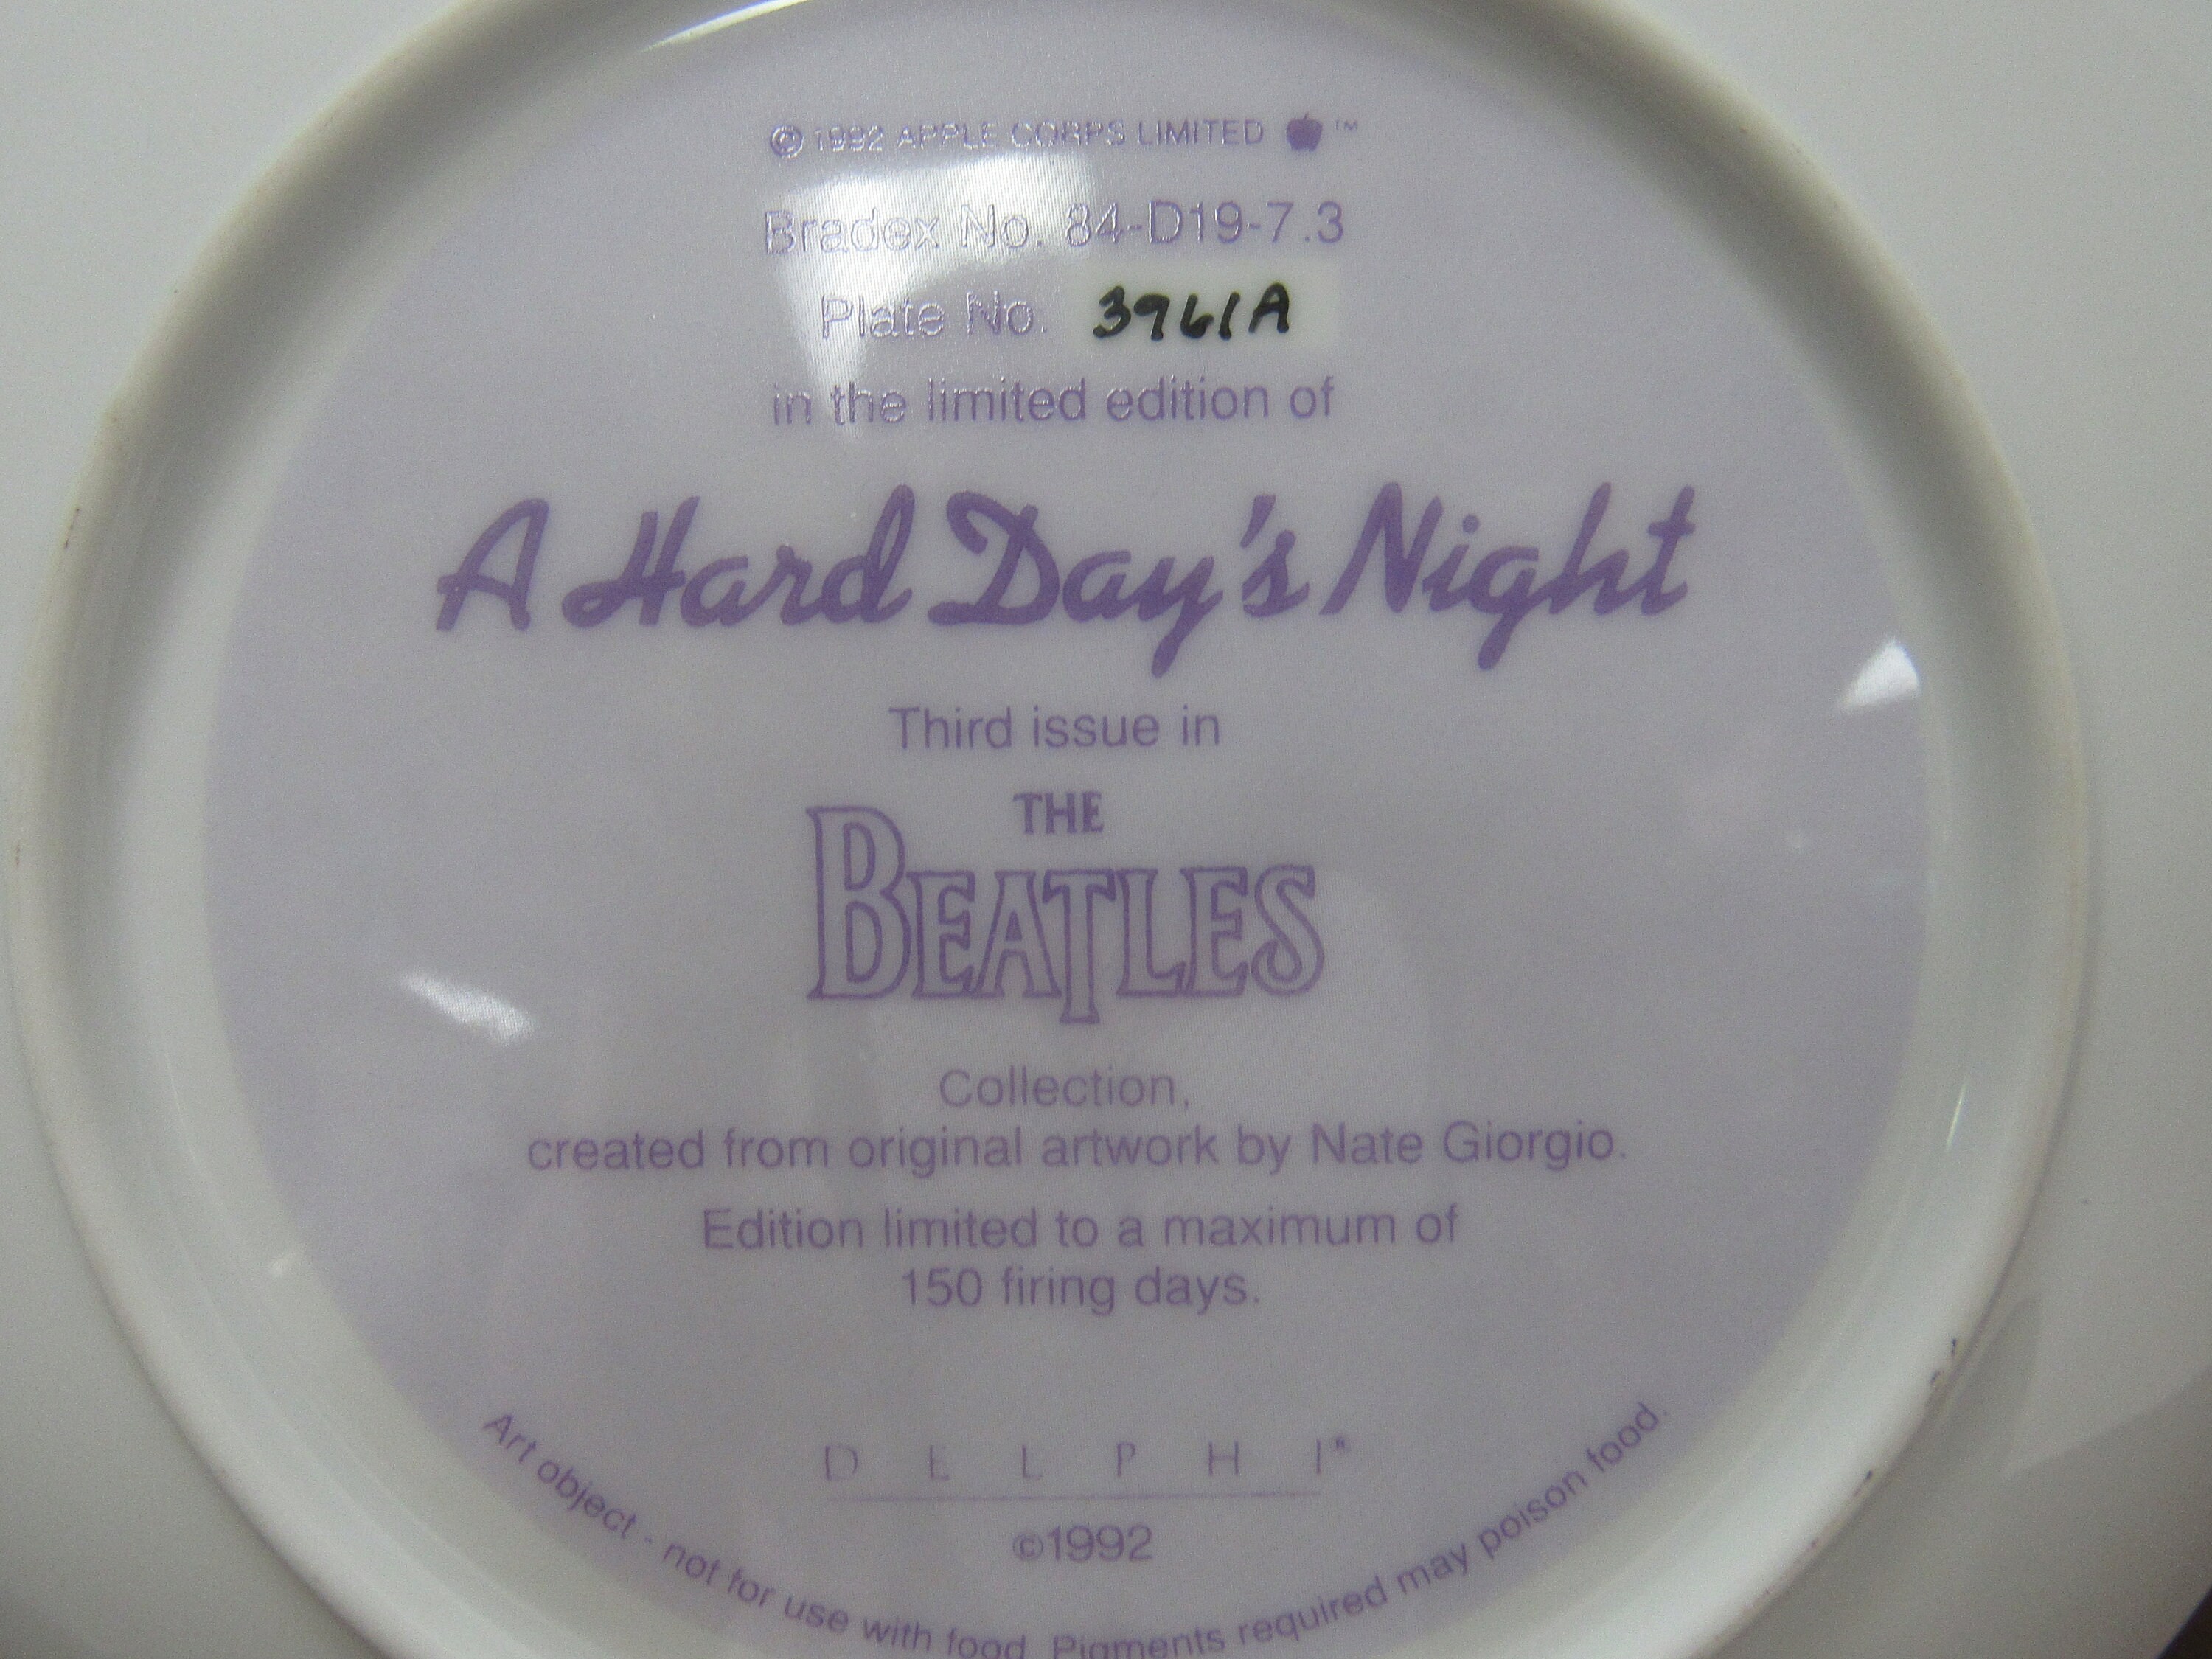 © 1992 APPLE CORPS LIMITED ™
Bradex No. 84-D19-7.3
Plate No. 3961A
in the limited edition of
A Hard Day's Night
Third issue in
THE
BEATLES
Collection,
created from original artwork by Nate Giorgio.
Edition limited to a maximum of
150 firing days.
DELPHI®
©1992
Art object - not for use with food. Pigments required may poison food.